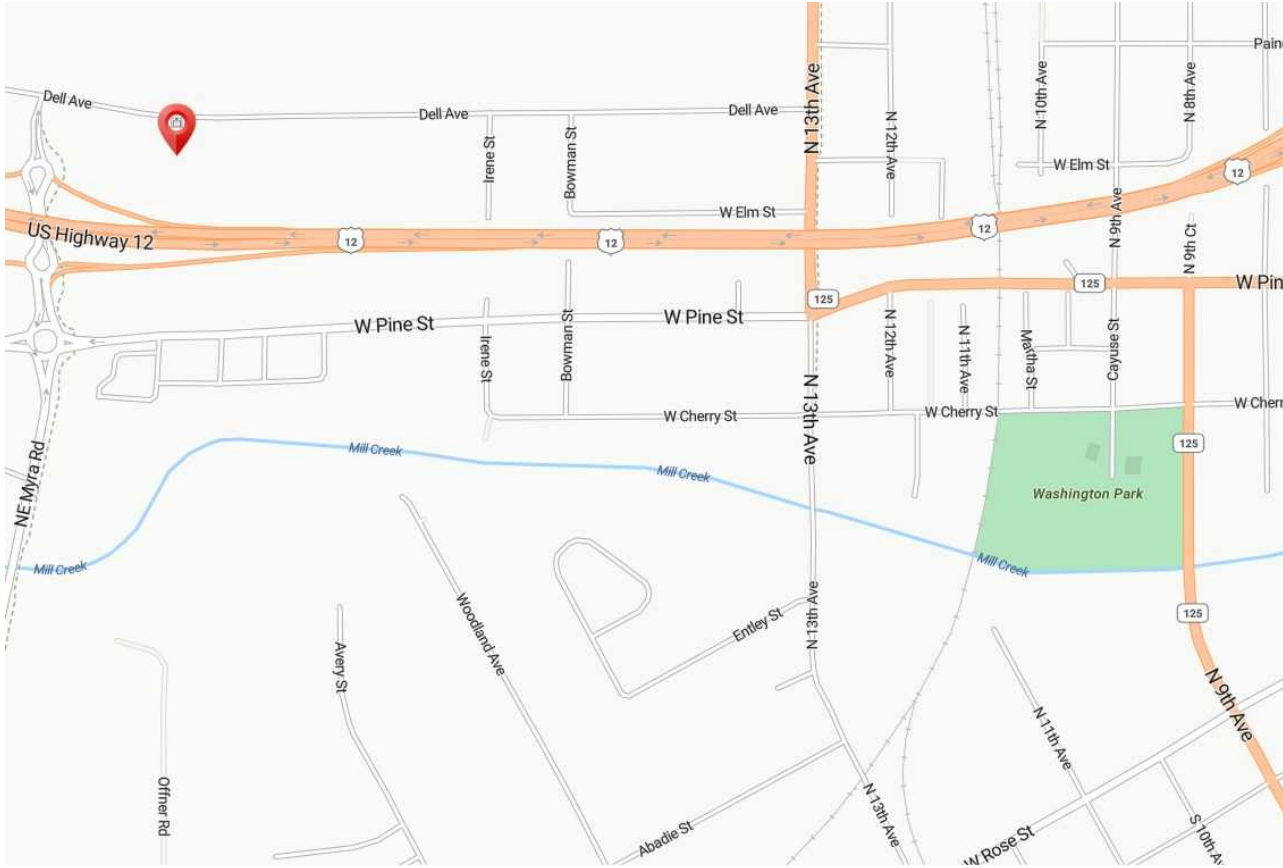 Paine
Dell Ave
Dell Ave
Dell Ave
N 13th Ave
N 12th Ave
N 10th Ave
N 8th Ave
Irene St
Bowman St
W Elm St
12
W Elm St
N 9th Ave
US Highway 12
12
12
12
N 9th Ct
125
125
W Pin
W Pine St
W Pine St
Irene St
Bowman St
N 12th Ave
N 11th Ave
Mattha St
Cayuse St
N 13th Ave
W Cherry St
W Cherry St
W Cherr
125
Mill Creek
Mill Creek
Mill Creek
Mill Creek
Washington Park
NE Myra Rd
Woodland Ave
Entley St
N 13th Ave
125
Avery St
N 9th Ave
N 11th Ave
Offner Rd
Abadie St
N 13th Ave
W Rose St
S 10th Av